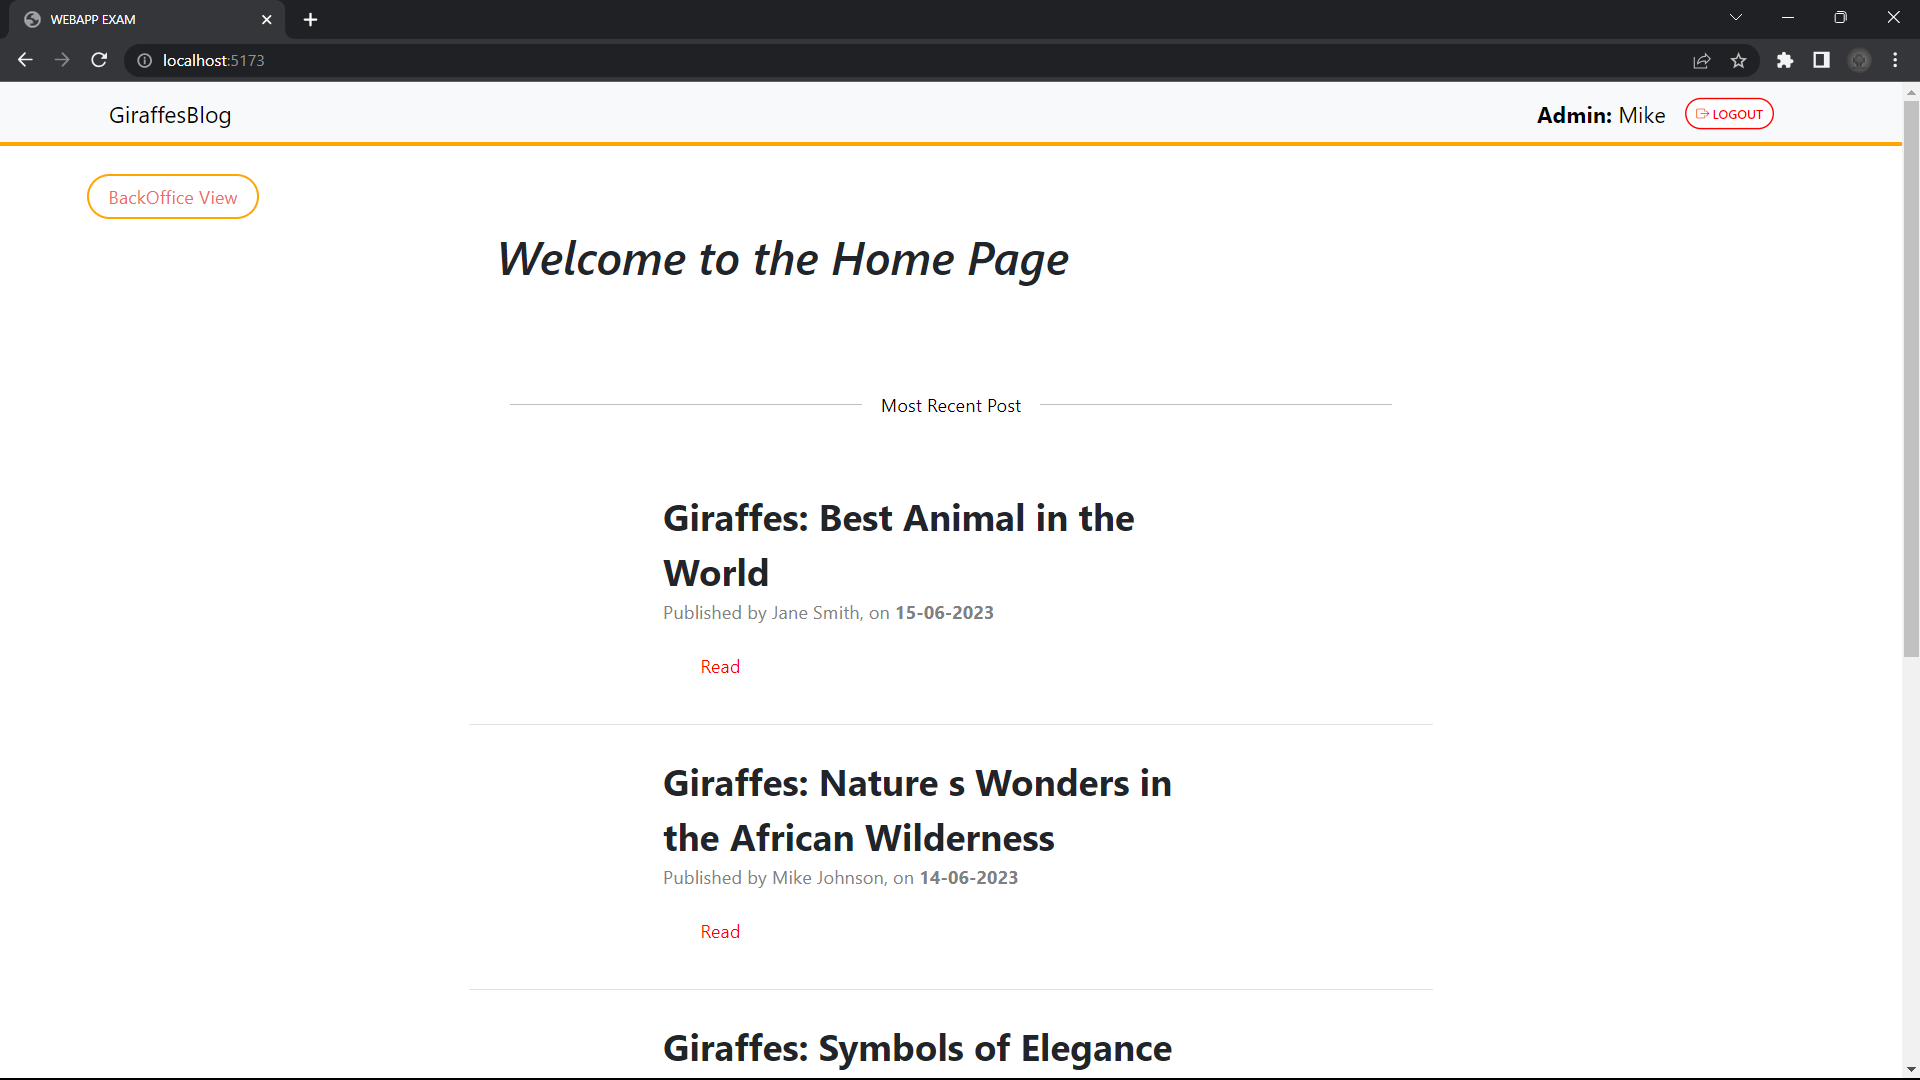 WEBAPP EXAM
localhost:5173
GiraffesBlog
Admin: Mike
LOGOUT
BackOffice View
Welcome to the Home Page
Most Recent Post
Giraffes: Best Animal in the
World
Published by Jane Smith, on 15-06-2023
Read
Giraffes: Nature s Wonders in
the African Wilderness
Published by Mike Johnson, on 14-06-2023
Read
Giraffes: Symbols of Elegance